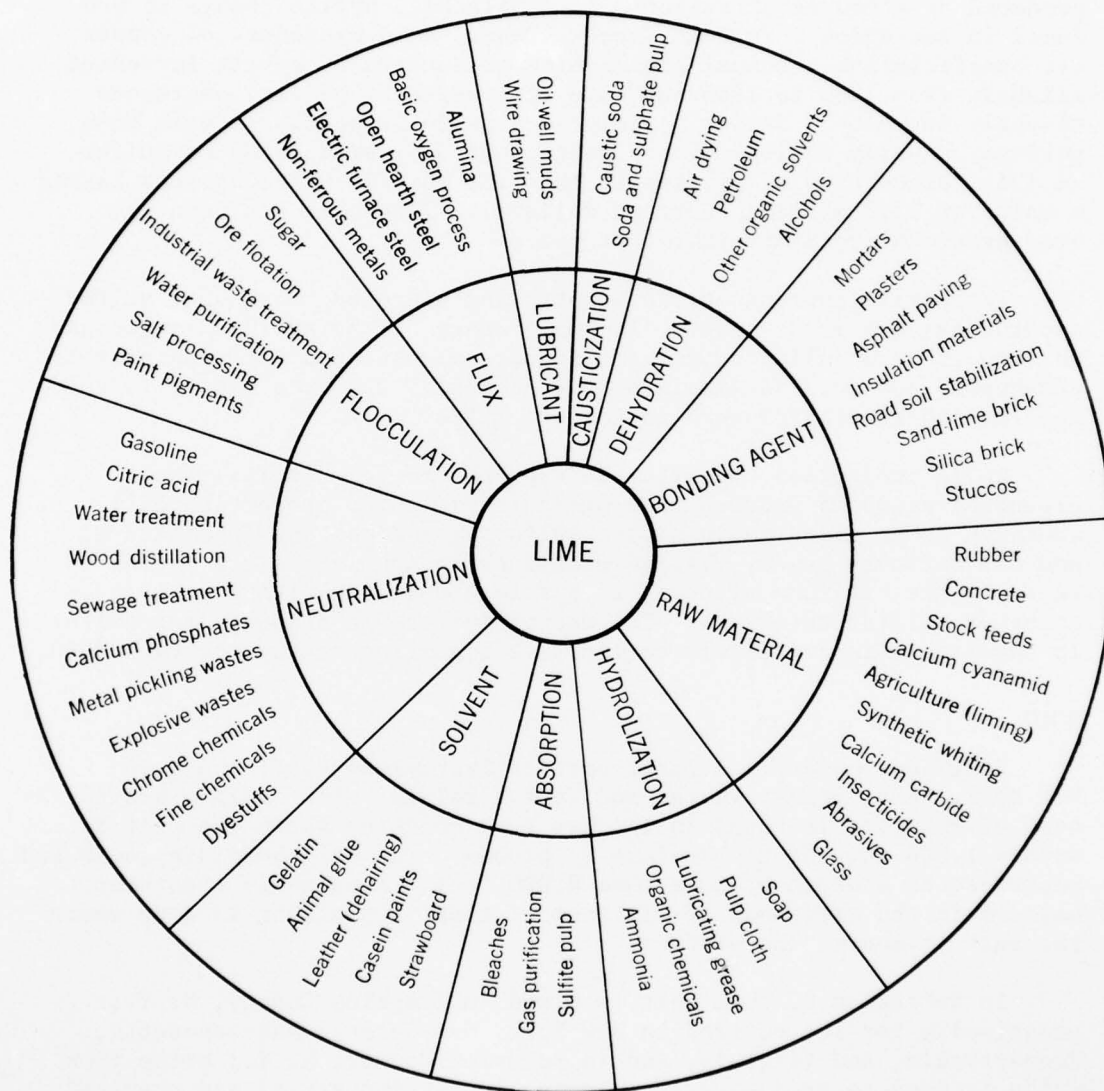 LIME
FLUX
Non-ferrous metals
Electric furnace steel
Open hearth steel
Basic oxygen process
Alumina
LUBRICANT
Wire drawing
Oil-well muds
CAUSTICIZATION
Caustic soda
Soda and sulphate pulp
DEHYDRATION
Air drying
Petroleum
Other organic solvents
Alcohols
BONDING AGENT
Mortars
Plasters
Asphalt paving
Insulation materials
Road soil stabilization
Sand-lime brick
Silica brick
Stuccos
RAW MATERIAL
Rubber
Concrete
Stock feeds
Calcium cyanamid
Agriculture (liming)
Synthetic whiting
Calcium carbide
Insecticides
Abrasives
Glass
HYDROLIZATION
Soap
Pulp cloth
Lubricating grease
Organic chemicals
Ammonia
ABSORPTION
Sulfite pulp
Gas purification
Bleaches
SOLVENT
Strawboard
Casein paints
Leather (dehairing)
Animal glue
Gelatin
NEUTRALIZATION
Gasoline
Citric acid
Water treatment
Wood distillation
Sewage treatment
Calcium phosphates
Metal pickling wastes
Explosive wastes
Chrome chemicals
Fine chemicals
Dyestuffs
FLOCCULATION
Paint pigments
Salt processing
Water purification
Industrial waste treatment
Ore flotation
Sugar